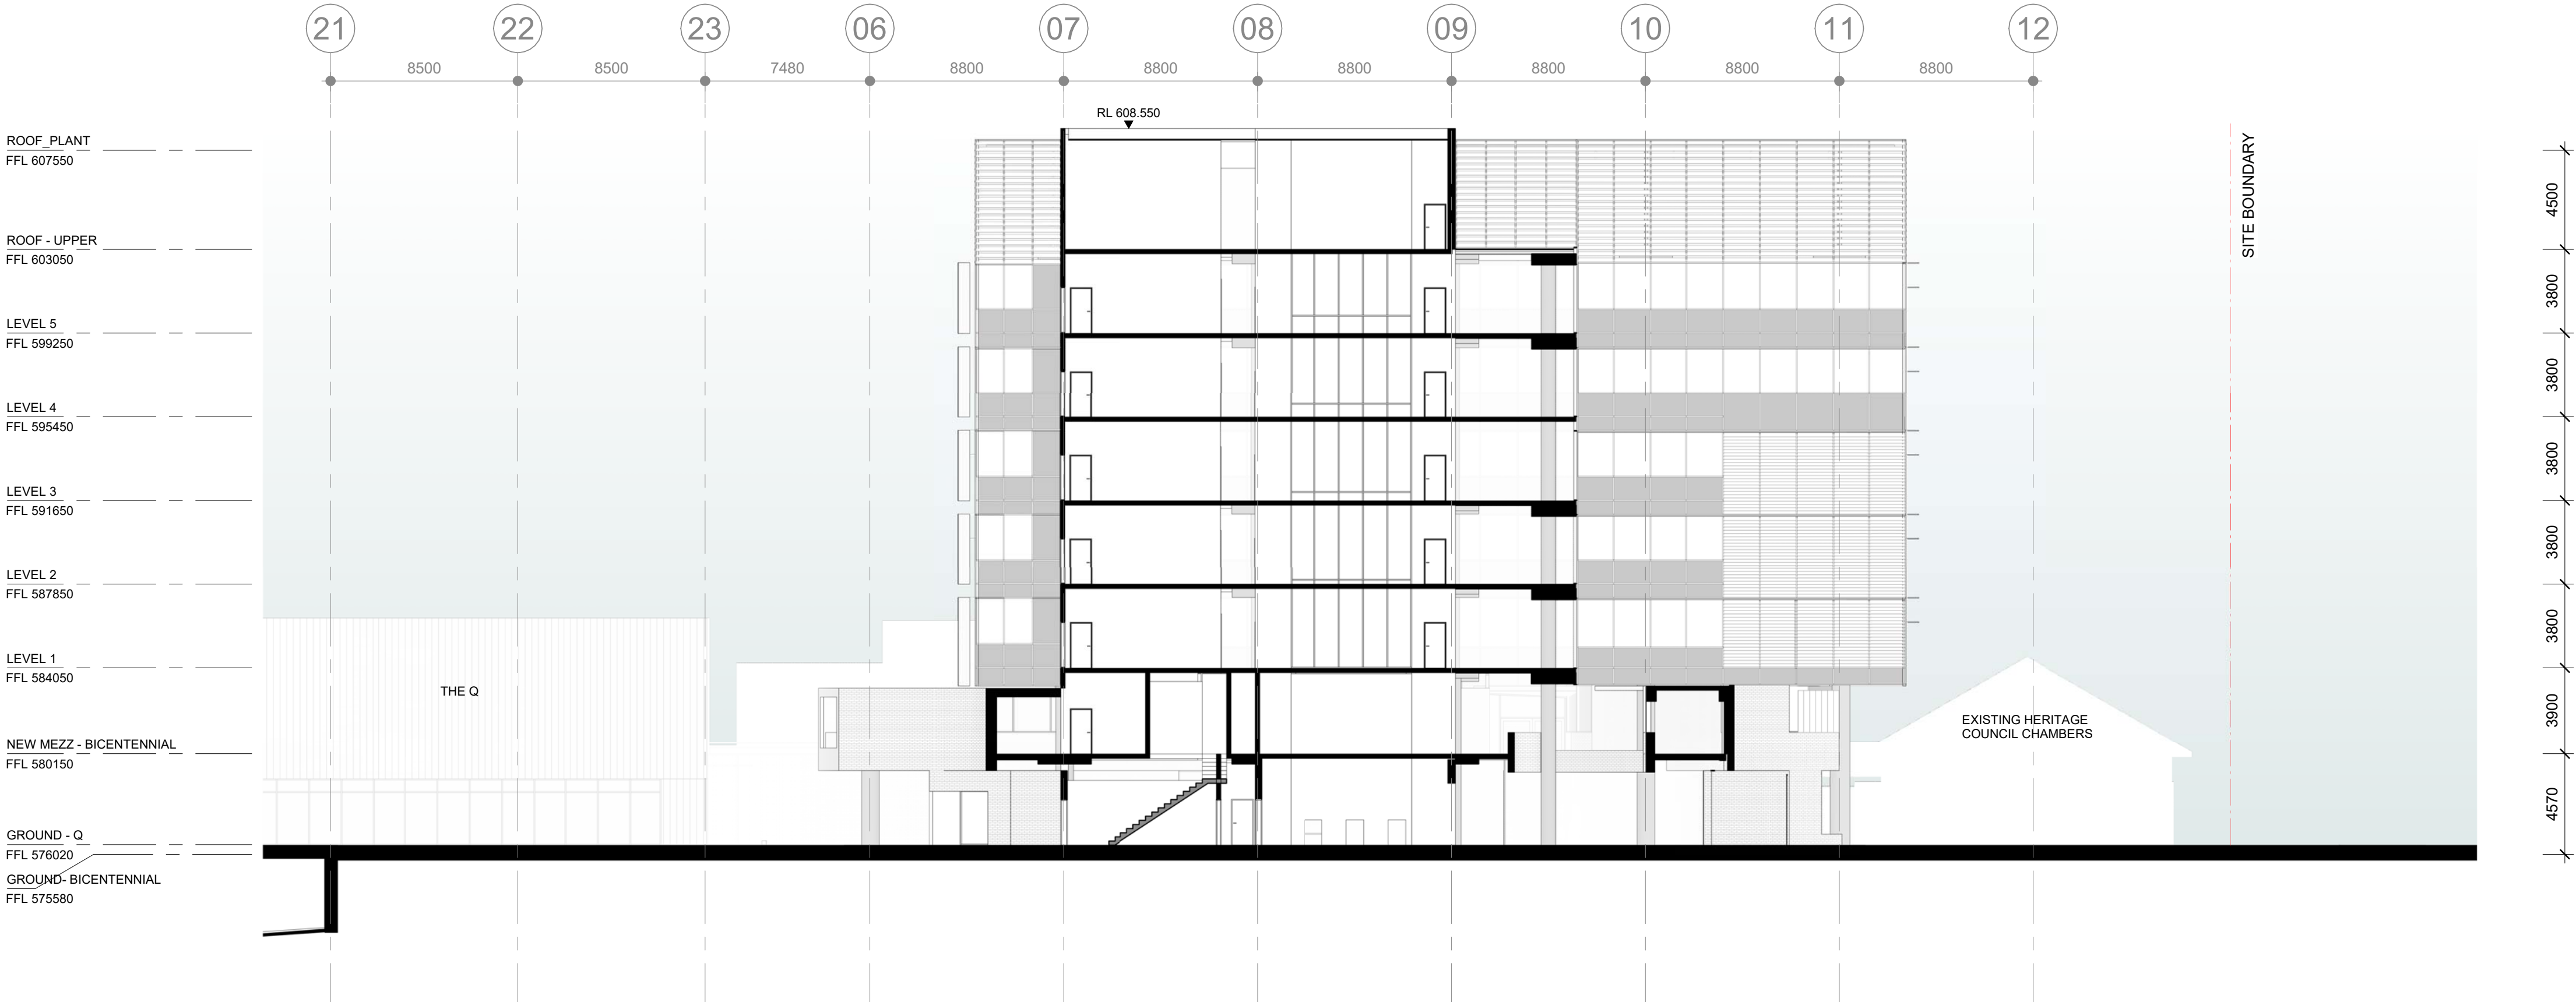 21 22 23 06 07 08 09 10 11 12
8500 8500 7480 8800 8800 8800 8800 8800 8800
RL 608.550
ROOF_PLANT
FFL 607550
ROOF - UPPER
FFL 603050
LEVEL 5
FFL 599250
LEVEL 4
FFL 595450
LEVEL 3
FFL 591650
LEVEL 2
FFL 587850
LEVEL 1
FFL 584050
NEW MEZZ - BICENTENNIAL
FFL 580150
GROUND - Q
FFL 576020
GROUND- BICENTENNIAL
FFL 575580
THE Q
EXISTING HERITAGE
COUNCIL CHAMBERS
SITE BOUNDARY
4500
3800
3800
3800
3800
3800
3900
4570